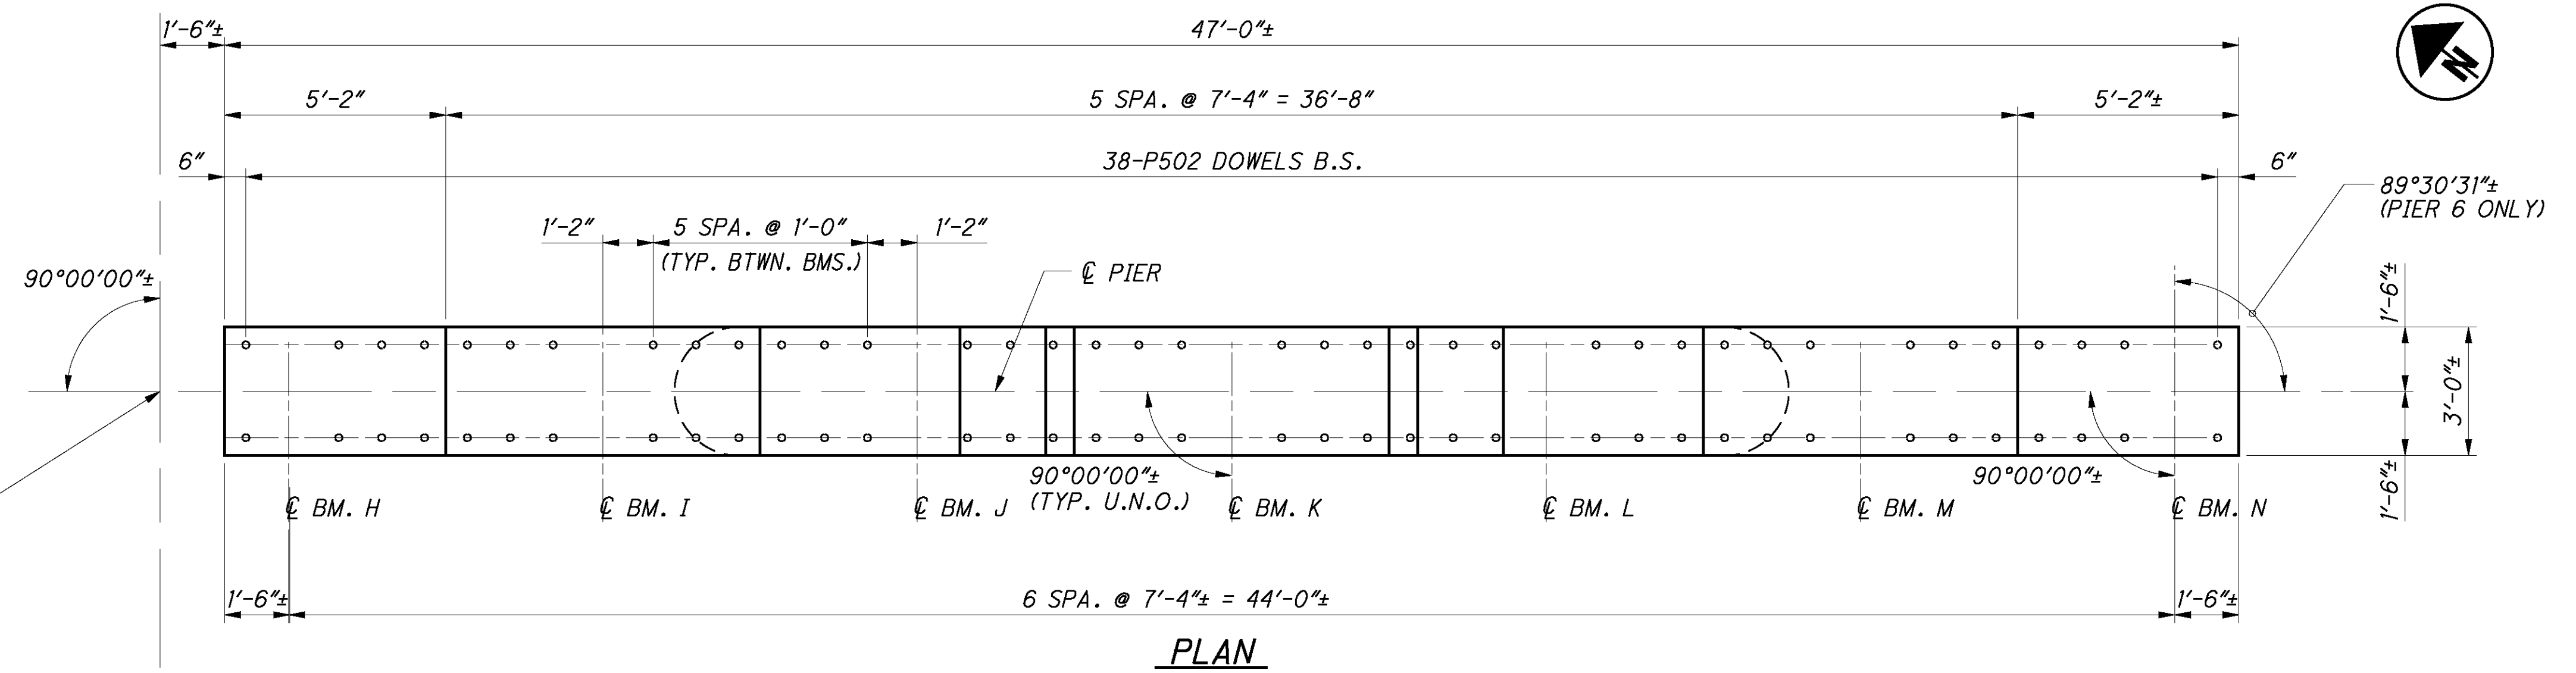 1'-6"± 47'-0"±
N
5'-2" 5 SPA. @ 7'-4" = 36'-8" 5'-2"±
6" 38-P502 DOWELS B.S. 6"
89°30'31"±
(PIER 6 ONLY)
1'-2" 5 SPA. @ 1'-0" 1'-2"
(TYP. BTWN. BMS.)
90°00'00"± ℄ PIER 1'-6"±
3'-0"±
90°00'00"±
(TYP. U.N.O.)
90°00'00"±
1'-6"±
℄ BM. H ℄ BM. I ℄ BM. J ℄ BM. K ℄ BM. L ℄ BM. M ℄ BM. N
1'-6"± 6 SPA. @ 7'-4"± = 44'-0"± 1'-6"±
PLAN